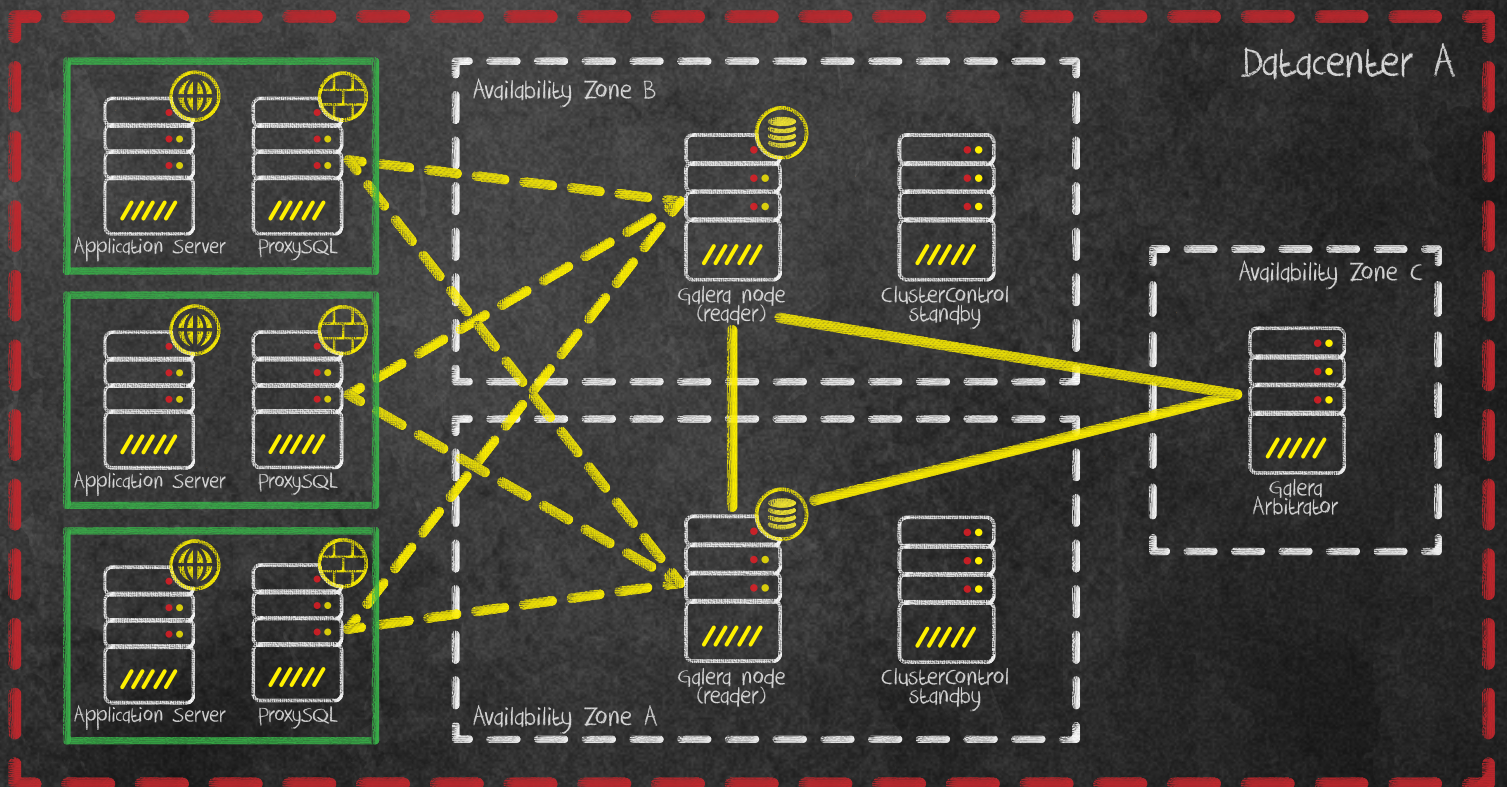 Datacenter A
Application Server
ProxySQL
Application Server
ProxySQL
Application Server
ProxySQL
Availability Zone B
Galera node
(reader)
ClusterControl
standby
Galera node
(reader)
ClusterControl
standby
Availability Zone A
Availability Zone C
Galera
Arbitrator